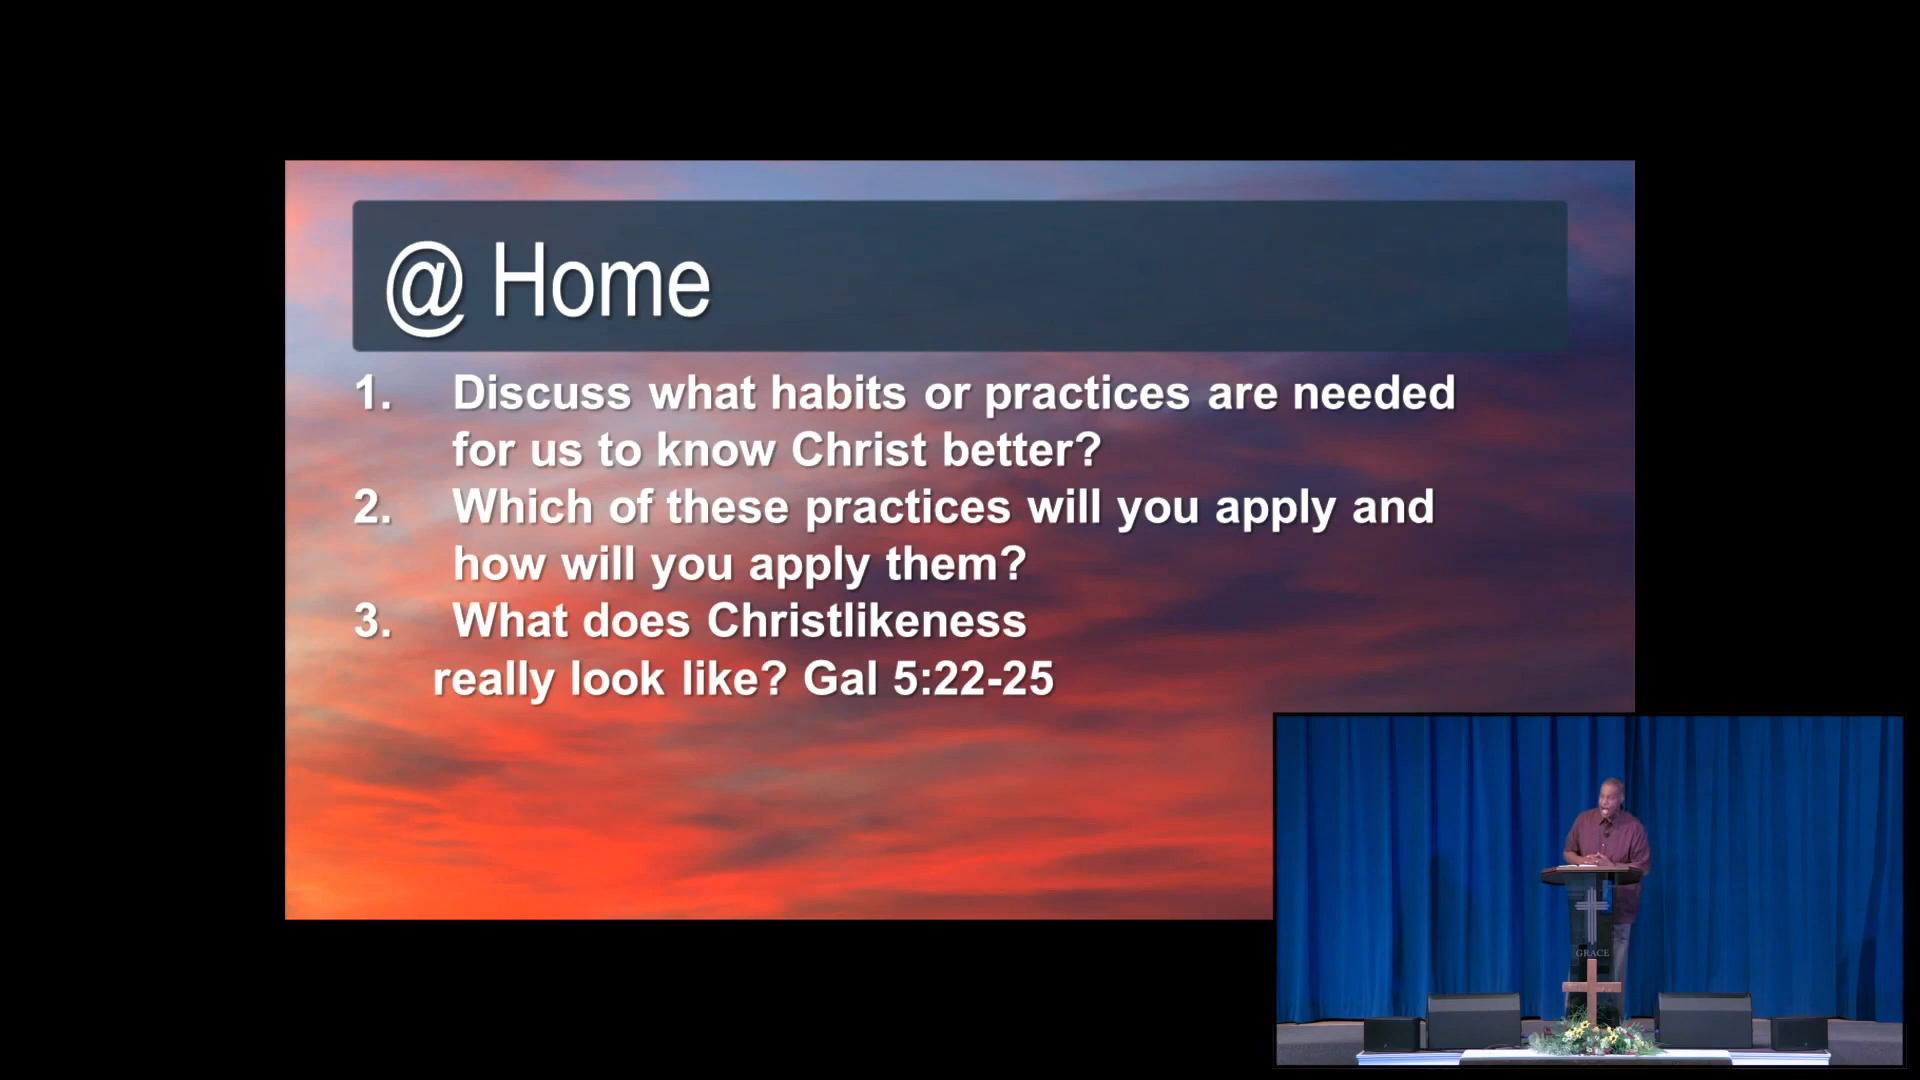 @ Home
1. Discuss what habits or practices are needed
for us to know Christ better?
2. Which of these practices will you apply and
how will you apply them?
3. What does Christlikeness
really look like? Gal 5:22-25
GRACE